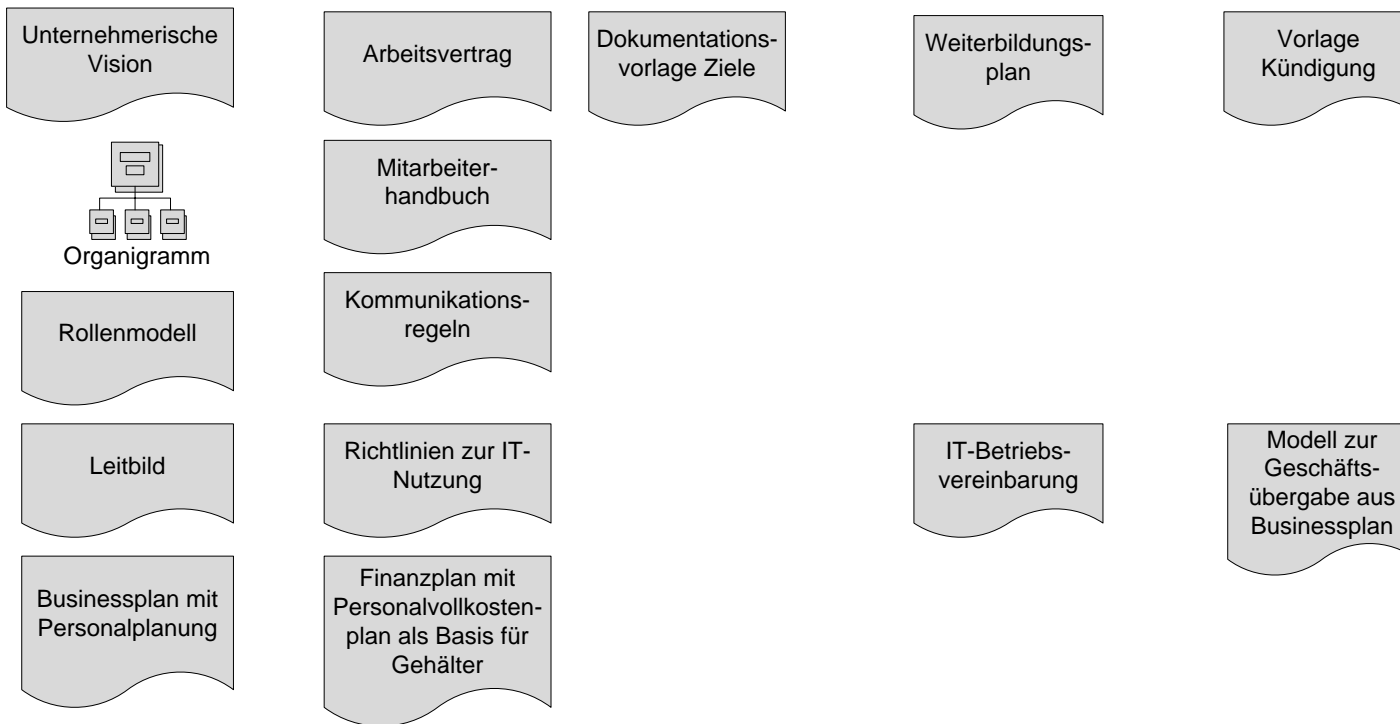 Unternehmerische
Vision
Arbeitsvertrag
Dokumentations-
vorlage Ziele
Weiterbildungs-
plan
Vorlage
Kündigung
Organigramm
Mitarbeiter-
handbuch
Rollenmodell
Kommunikations-
regeln
Leitbild
Richtlinien zur IT-
Nutzung
IT-Betriebs-
vereinbarung
Modell zur
Geschäfts-
übergabe aus
Businessplan
Businessplan mit
Personalplanung
Finanzplan mit
Personalvollkosten-
plan als Basis für
Gehälter